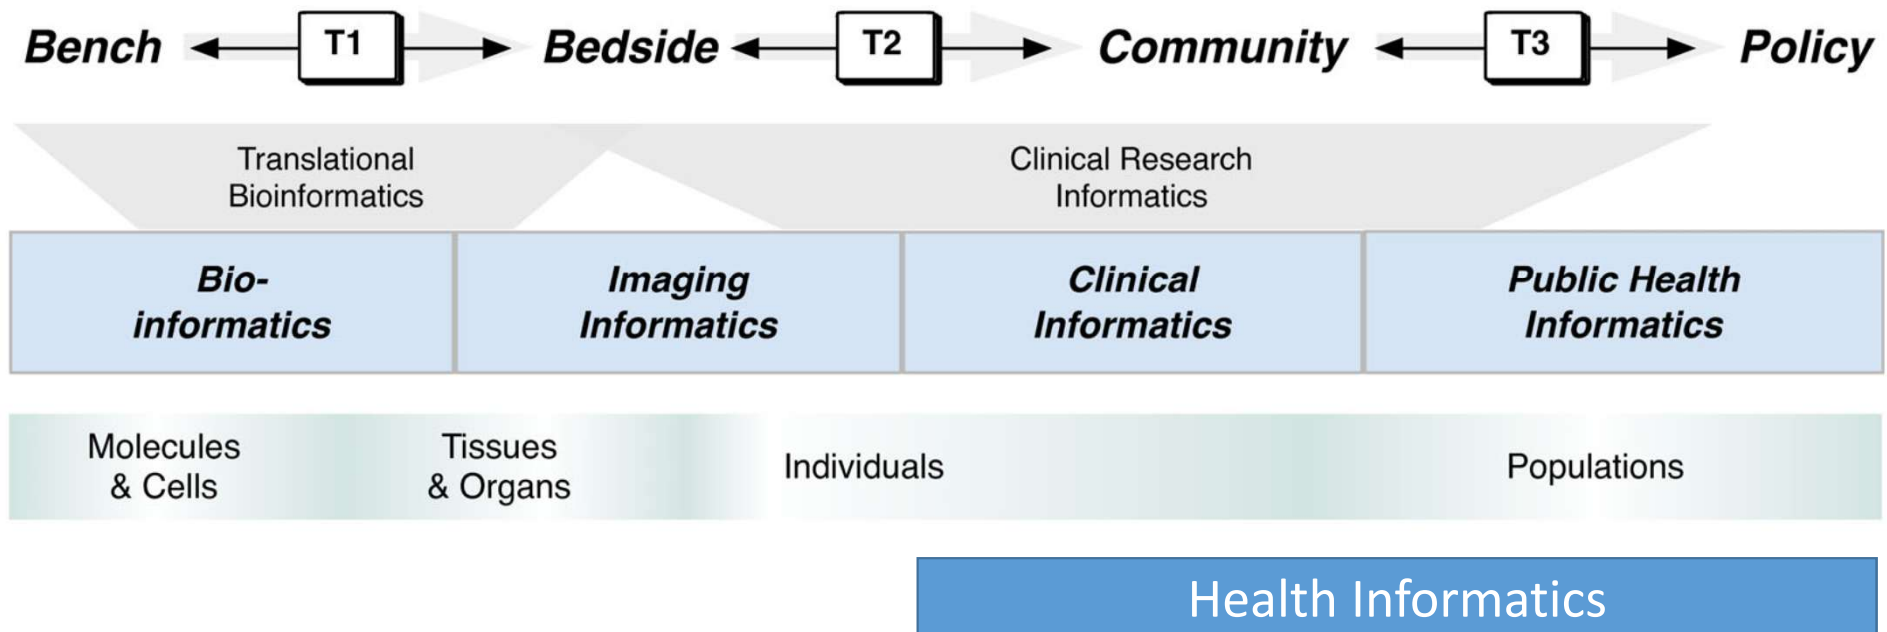 Bench T1 Bedside T2 Community T3 Policy
Translational
Bioinformatics
Clinical Research
Informatics
Bio-
informatics
Imaging
Informatics
Clinical
Informatics
Public Health
Informatics
Molecules
& Cells
Tissues
& Organs
Individuals
Populations
Health Informatics